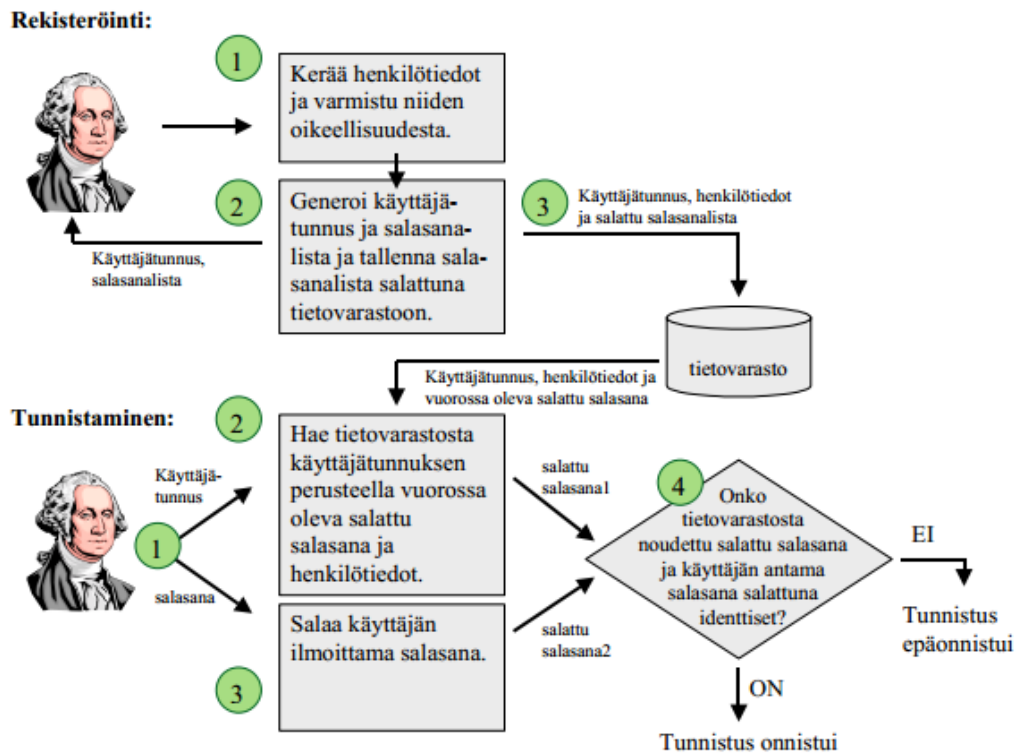 Rekisteröinti:
1
Kerää henkilötiedot
ja varmistu niiden
oikeellisuudesta.
2
Generoi käyttäjä-
tunnus ja salasana-
lista ja tallenna sala-
sanalista salattuna
tietovarastoon.
3
Käyttäjätunnus, henkilötiedot
ja salattu salasanalista
Käyttäjätunnus,
salasanalista
tietovarasto
Käyttäjätunnus, henkilötiedot ja
vuorossa oleva salattu salasana
Tunnistaminen:
1
Käyttäjä-
tunnus
salasana
2
Hae tietovarastosta
käyttäjätunnuksen
perusteella vuorossa
oleva salattu
salasana ja
henkilötiedot.
3
Salaa käyttäjän
ilmoittama salasana.
salattu
salasana1
salattu
salasana2
4
Onko
tietovarastosta
noudettu salattu salasana
ja käyttäjän antama
salasana salattuna
identtiset?
EI
Tunnistus
epäonnistui
ON
Tunnistus onnistui